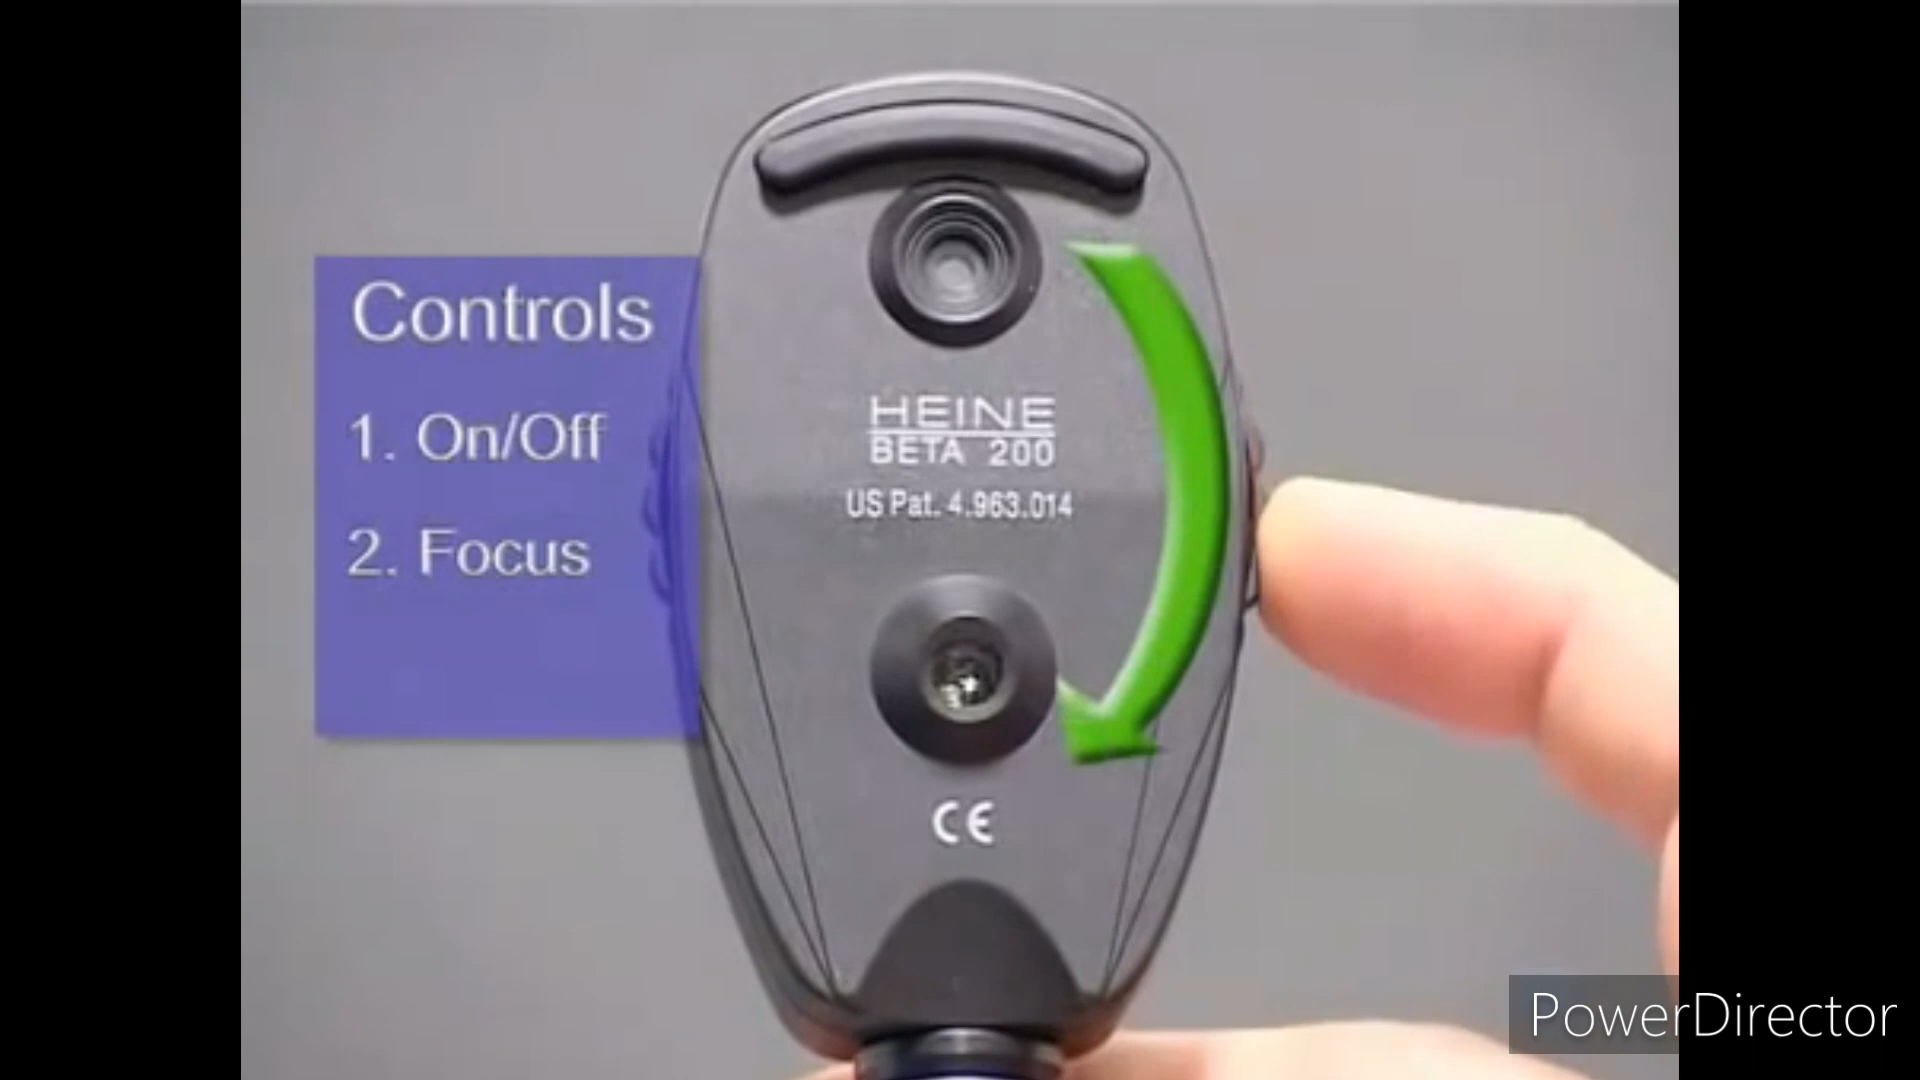 Controls
1. On/Off
2. Focus
HEINE
BETA 200
US Pat. 4.963.014
CE
PowerDirector